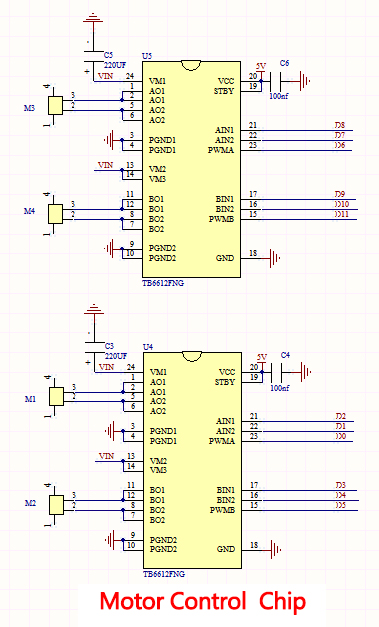 C5
220UF
VIN
U5
5V
C6
100nf
M3
4
3
2
1
24 VM1
1 AO1
2 AO1
5 AO2
6 AO2
3 PGND1
4 PGND1
VIN
13 VM2
14 VM3
M4
4
3
2
1
11 BO1
12 BO1
8 BO2
7 BO2
9 PGND2
10 PGND2
VCC 20
STBY 19
AIN1 21 D8
AIN2 22 D7
PWMA 23 D6
BIN1 17 D9
BIN2 16 D10
PWMB 15 D11
GND 18
TB6612FNG
C3
220UF
VIN
U4
5V
C4
100nf
M1
4
3
2
1
24 VM1
1 AO1
2 AO1
5 AO2
6 AO2
3 PGND1
4 PGND1
VIN
13 VM2
14 VM3
M2
4
3
2
1
11 BO1
12 BO1
8 BO2
7 BO2
9 PGND2
10 PGND2
VCC 20
STBY 19
AIN1 21 D2
AIN2 22 D1
PWMA 23 D0
BIN1 17 D3
BIN2 16 D4
PWMB 15 D5
GND 18
TB6612FNG
Motor Control Chip